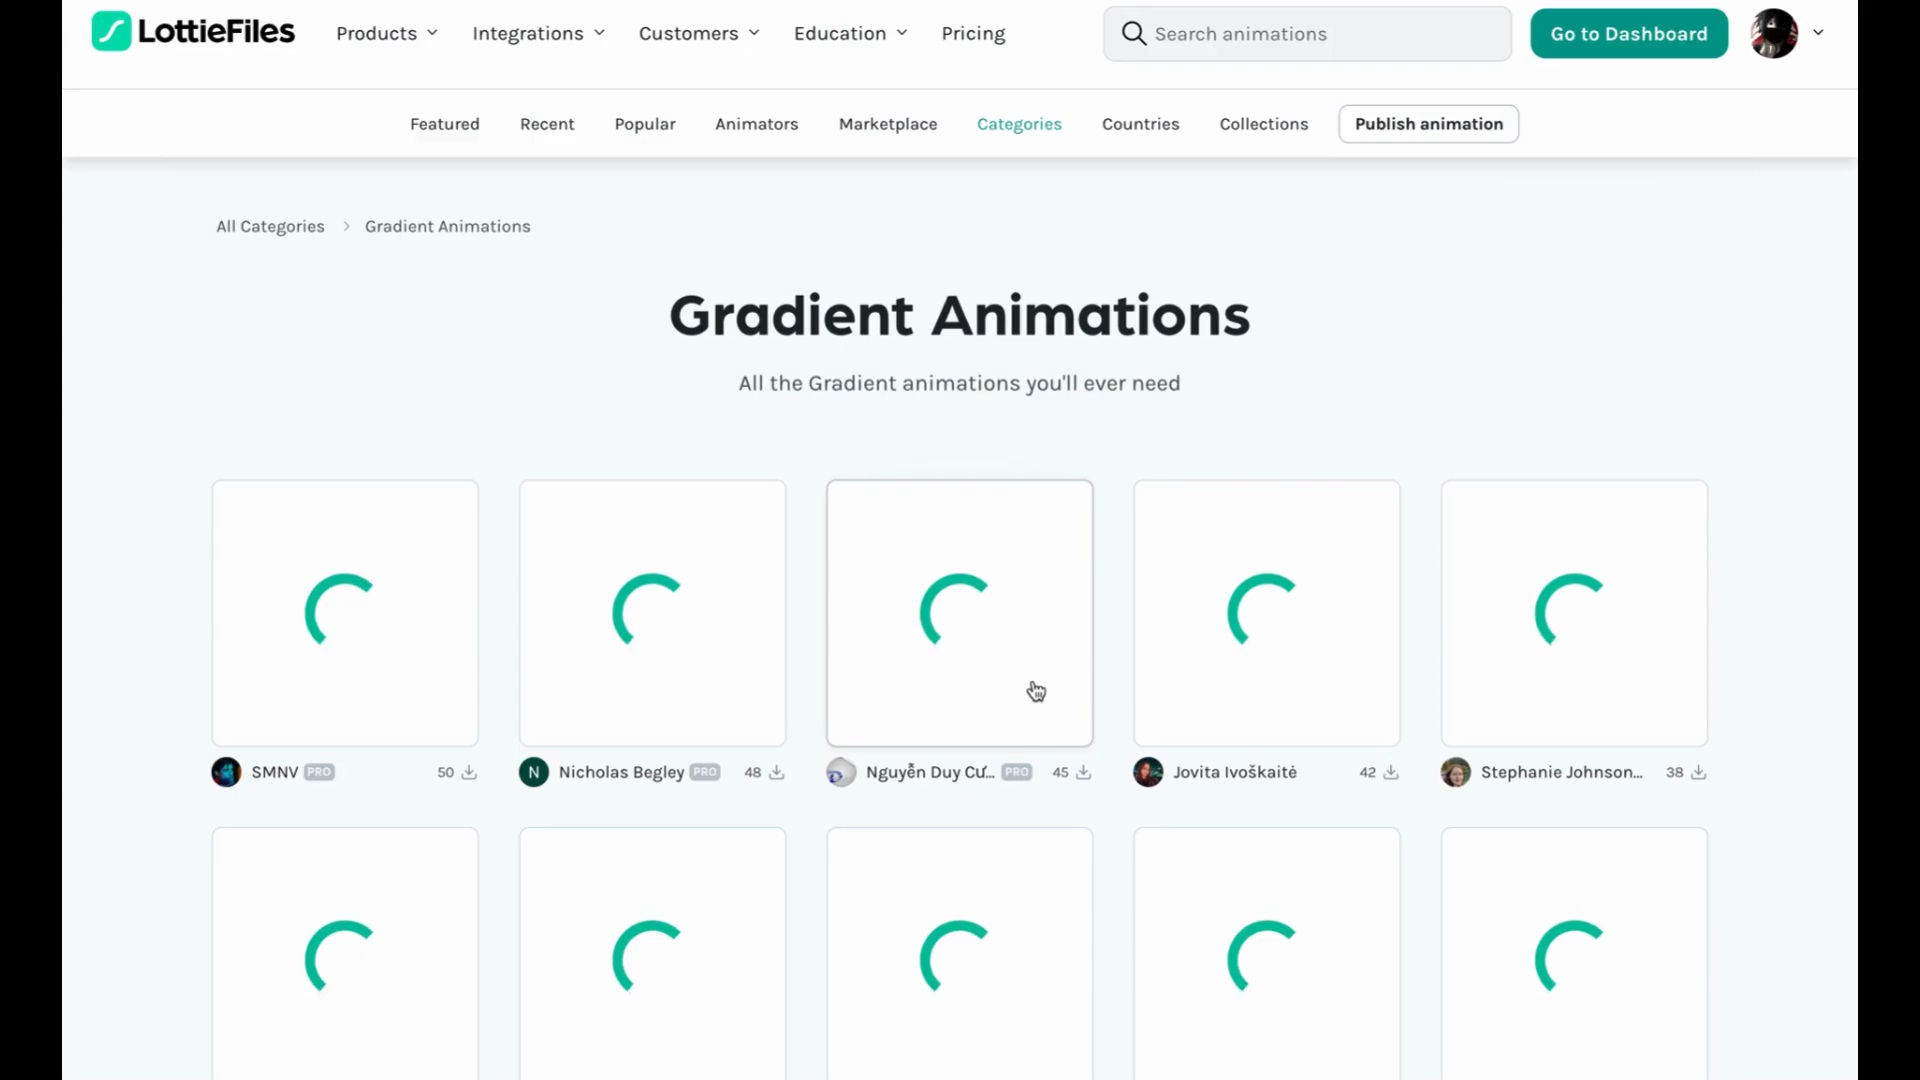 LottieFiles Products Integrations Customers Education Pricing Search animations Go to Dashboard
Featured Recent Popular Animators Marketplace Categories Countries Collections Publish animation
All Categories > Gradient Animations
Gradient Animations
All the Gradient animations you'll ever need
SMNV PRO 50 N Nicholas Begley PRO 48 Nguyễn Duy Cư... PRO 45 Jovita Ivoškaitė 42 Stephanie Johnson... 38